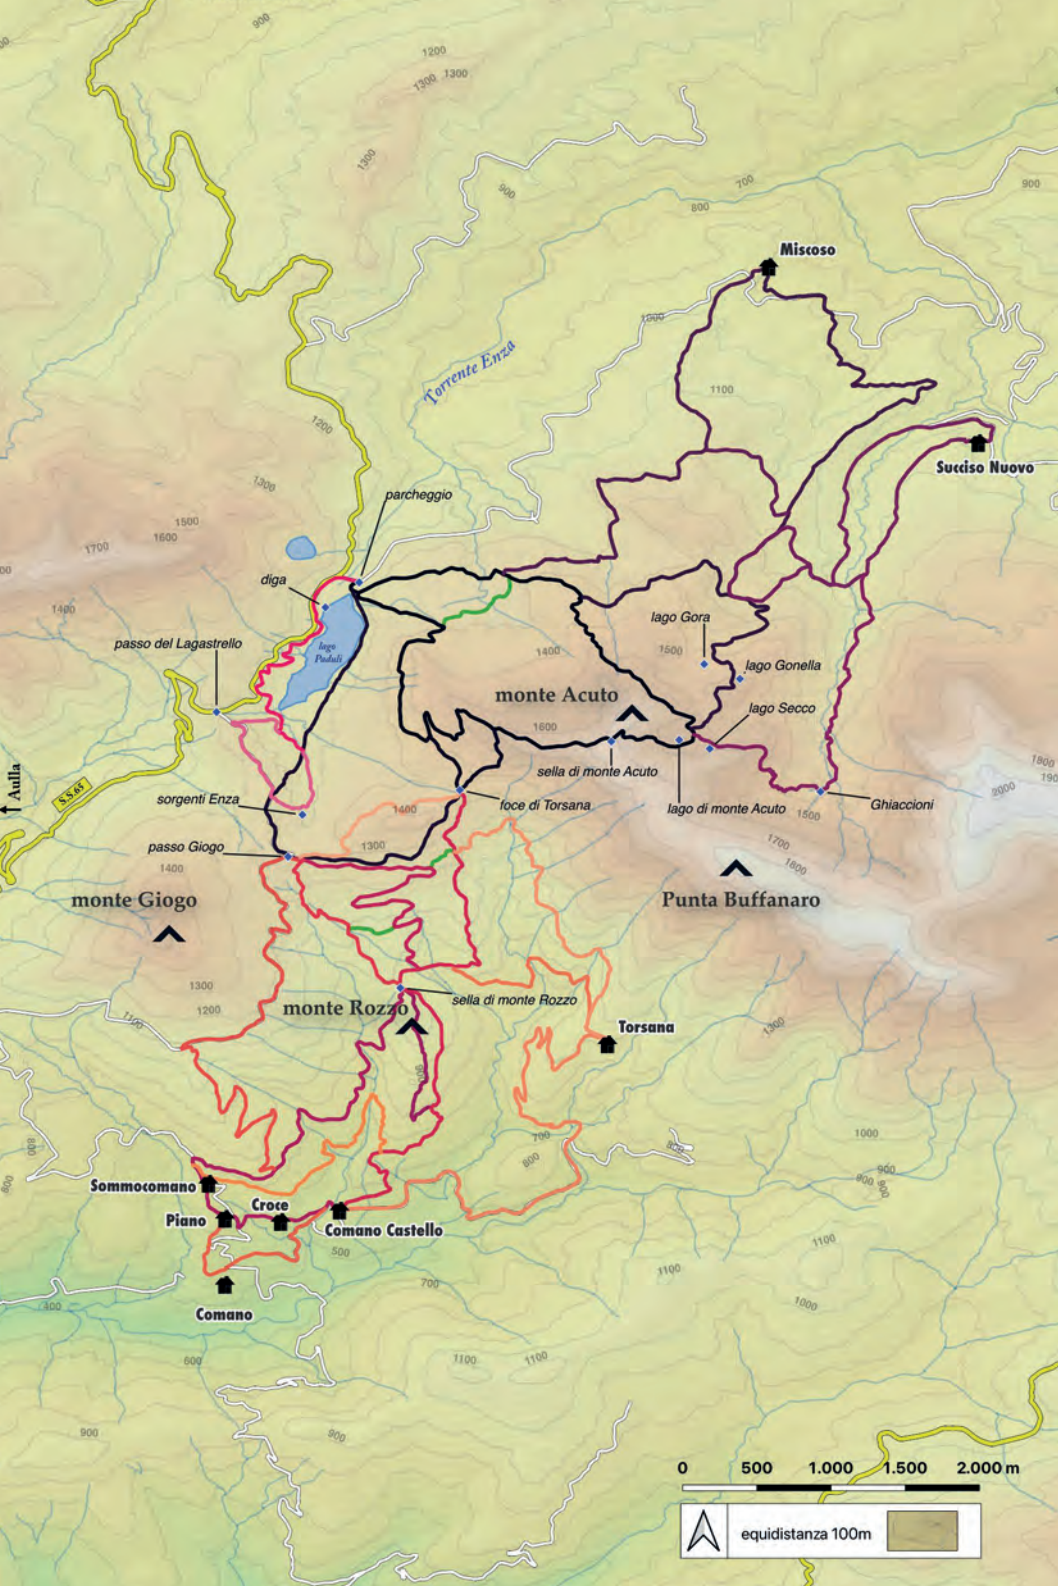 900
1200
1300
1300
1300
900
700
900
800
Miscoso
1000
Torrente Enza
1100
1200
Succiso Nuovo
1300
parcheggio
1500
1600
1700
diga
1400
lago Gora
passo del Lagastrello
lago Paduli
1400
1500
lago Gonella
monte Acuto
lago Secco
1600
sella di monte Acuto
1800
Aulla
S.S.65
2000
sorgenti Enza
1400
foce di Torsana
lago di monte Acuto
Ghiaccioni
1500
passo Giogo
1300
1700
1400
1800
monte Giogo
Punta Buffanaro
1300
sella di monte Rozzo
1200
monte Rozzo
1100
Torsana
1300
800
700
800
1000
800
900
800
900
900
Sommocomano
Croce
Piano
Comano Castello
500
1100
1100
700
400
Comano
1000
600
1100
1100
900
900
0 500 1.000 1.500 2.000 m
equidistanza 100m